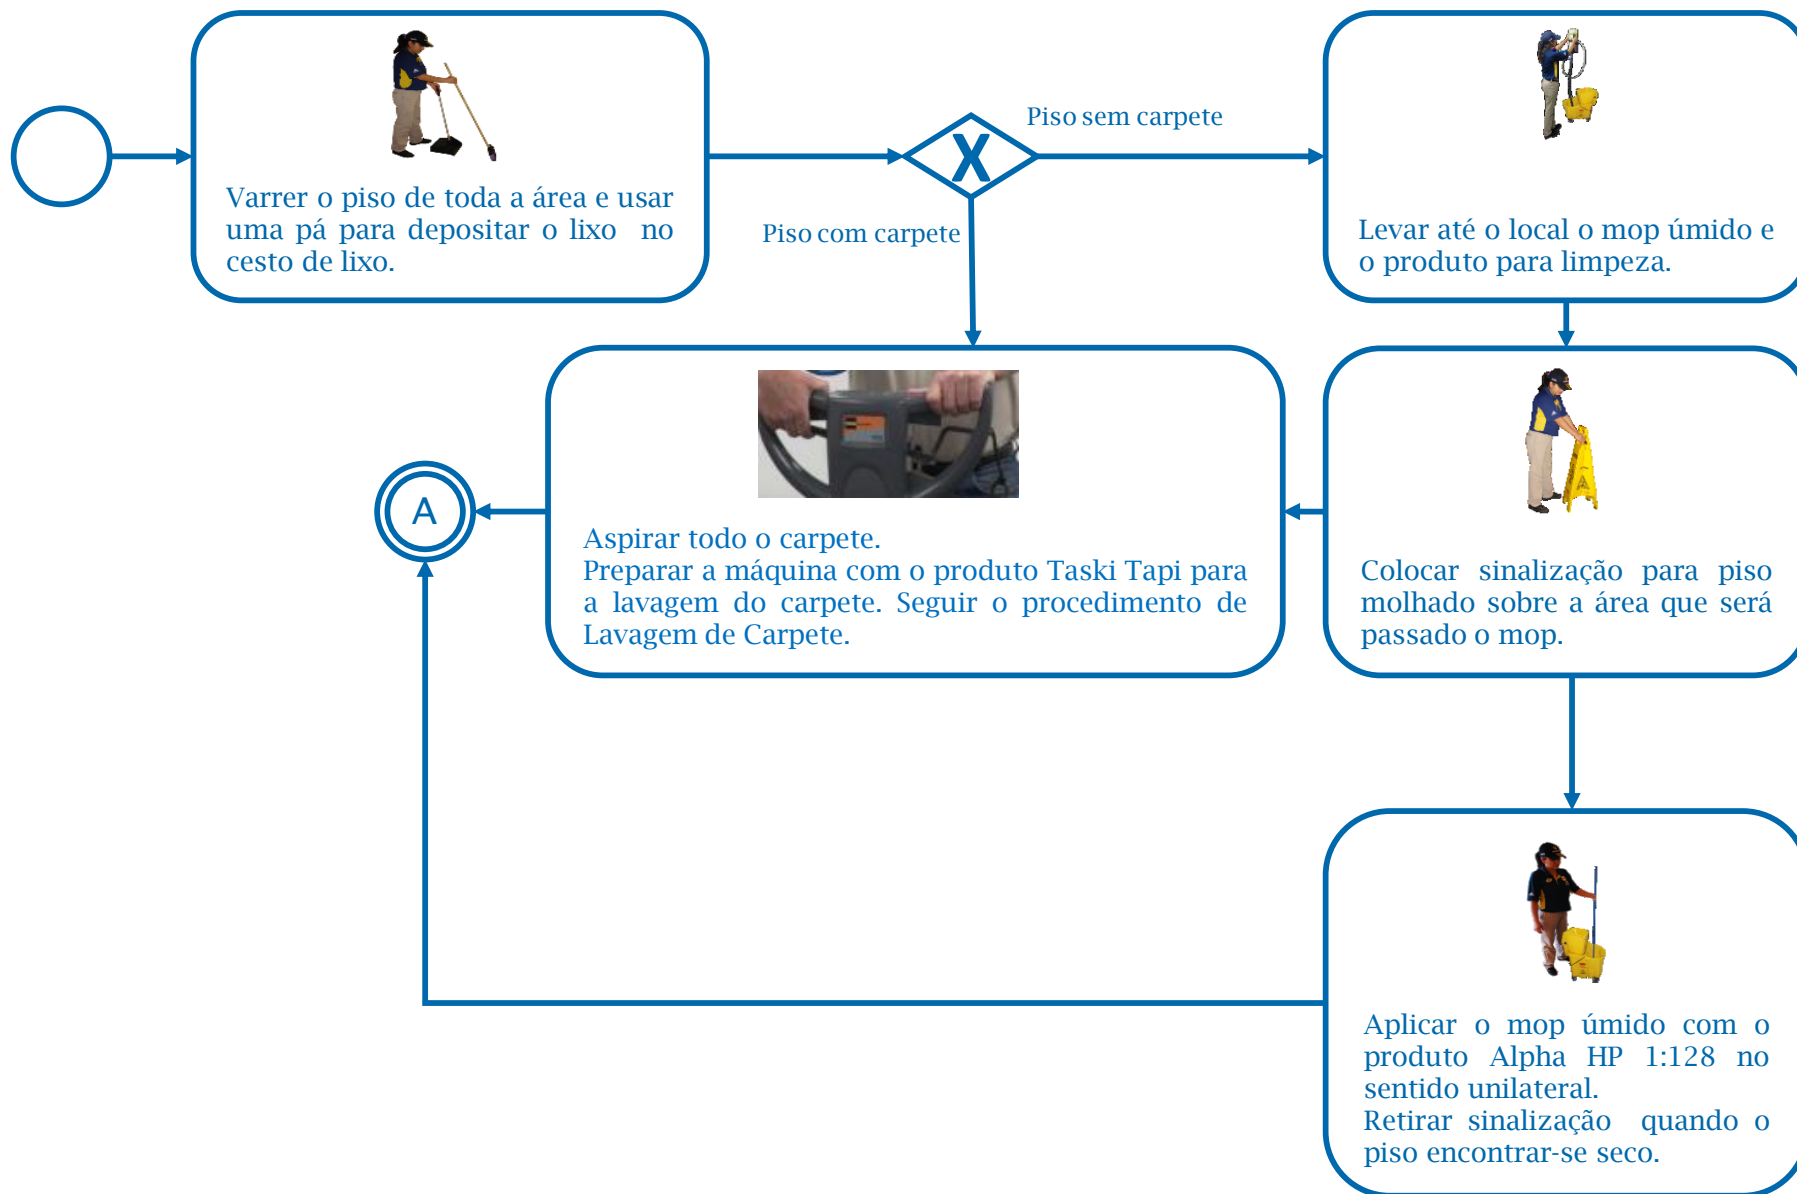 Varrer o piso de toda a área e usar
uma pá para depositar o lixo no
cesto de lixo.
Piso sem carpete
X
Piso com carpete
Levar até o local o mop úmido e
o produto para limpeza.
A
Aspirar todo o carpete.
Preparar a máquina com o produto Taski Tapi para
a lavagem do carpete. Seguir o procedimento de
Lavagem de Carpete.
Colocar sinalização para piso
molhado sobre a área que será
passado o mop.
Aplicar o mop úmido com o
produto Alpha HP 1:128 no
sentido unilateral.
Retirar sinalização quando o
piso encontrar-se seco.